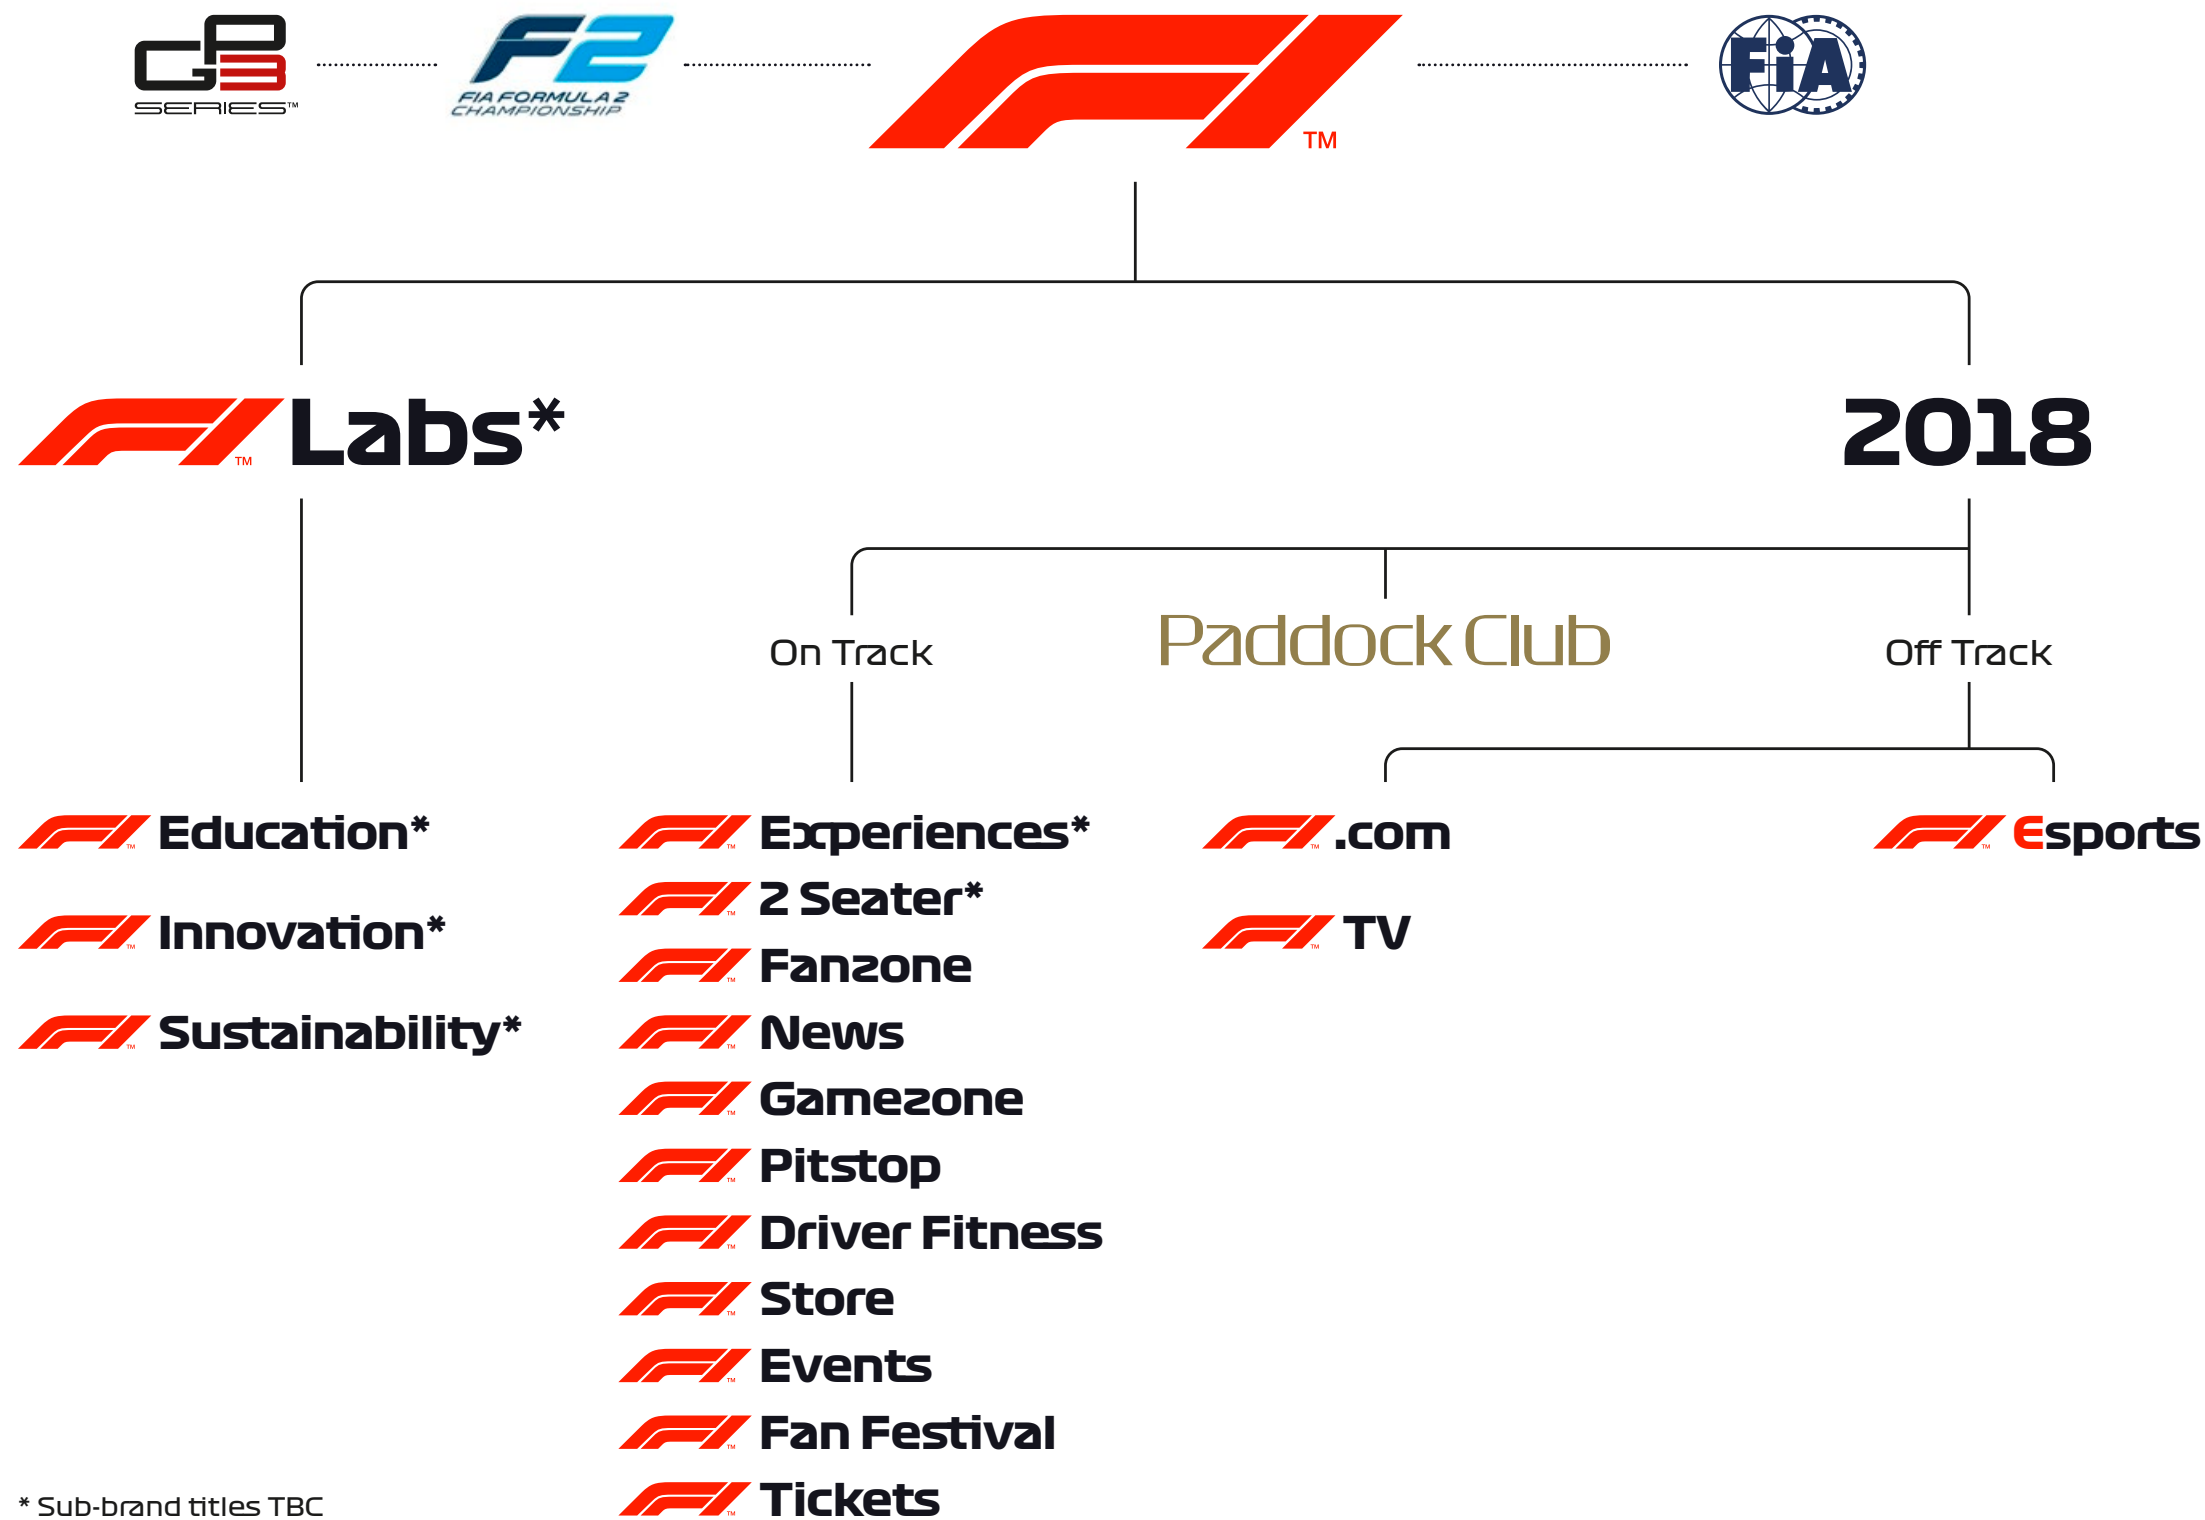 GP3
SERIES™
F2
FIA FORMULA 2
CHAMPIONSHIP
F1™
FiA
F1™ Labs*
2018
On Track
Paddock Club
Off Track
F1™ Education*
F1™ Innovation*
F1™ Sustainability*
F1™ Experiences*
F1™ 2 Seater*
F1™ Fanzone
F1™ News
F1™ Gamezone
F1™ Pitstop
F1™ Driver Fitness
F1™ Store
F1™ Events
F1™ Fan Festival
F1™ Tickets
F1™.com
F1™ TV
F1™ Esports
* Sub-brand titles TBC